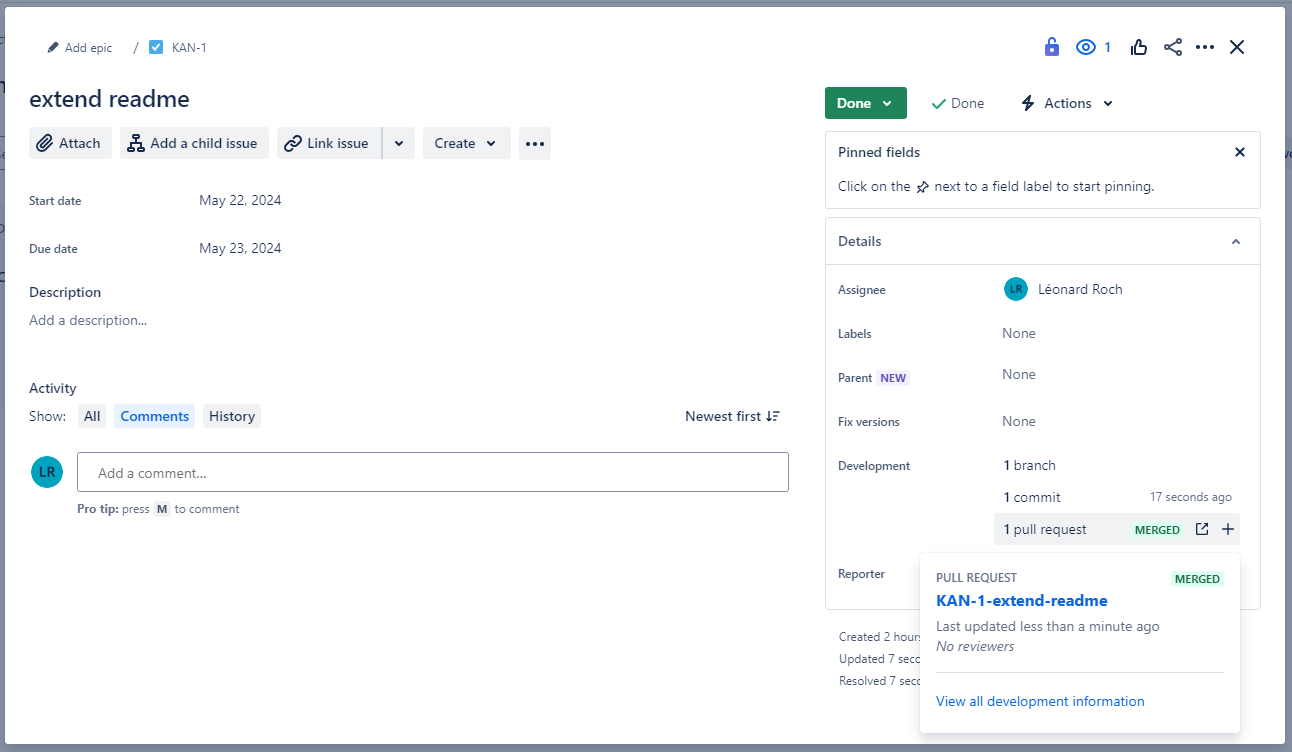 Add epic / KAN-1
1
extend readme
Attach Add a child issue Link issue Create
Start date May 22, 2024
Due date May 23, 2024
Description
Add a description...
Activity
Show: All Comments History Newest first
LR Add a comment...
Pro tip: press M to comment
Done Done Actions
Pinned fields
Click on the next to a field label to start pinning.
Details
Assignee LR Léonard Roch
Labels None
Parent NEW None
Fix versions None
Development 1 branch
1 commit 17 seconds ago
1 pull request MERGED
Reporter
PULL REQUEST MERGED
KAN-1-extend-readme
Last updated less than a minute ago
No reviewers
View all development information
Created 2 hours
Updated 7
Resolved 7